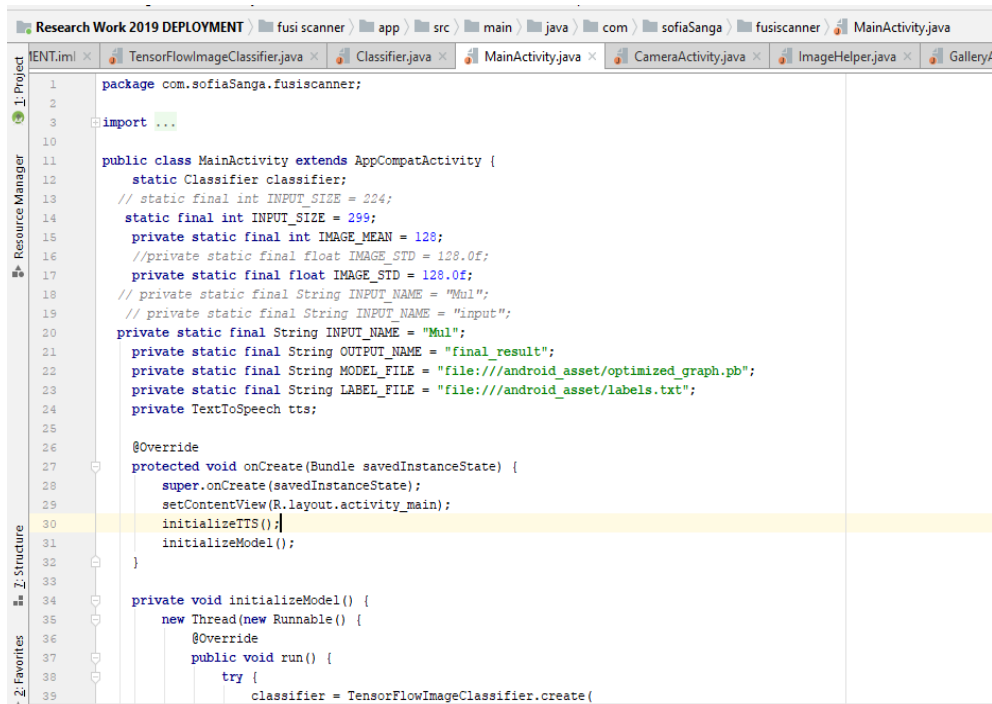 Research Work 2019 DEPLOYMENT fusi scanner app src main java com sofiaSanga fusiscanner MainActivity.java
MENT.iml TensorFlowImageClassifier.java Classifier.java MainActivity.java CameraActivity.java ImageHelper.java
1: Project
Resource Manager
7: Structure
2: Favorites
1 package com.sofiaSanga.fusiscanner;
2
3 import ...
10
11 public class MainActivity extends AppCompatActivity {
12 static Classifier classifier;
13 // static final int INPUT_SIZE = 224;
14 static final int INPUT_SIZE = 299;
15 private static final int IMAGE_MEAN = 128;
16 //private static final float IMAGE_STD = 128.0f;
17 private static final float IMAGE_STD = 128.0f;
18 // private static final String INPUT_NAME = "Mul";
19 // private static final String INPUT_NAME = "input";
20 private static final String INPUT_NAME = "Mul";
21 private static final String OUTPUT_NAME = "final_result";
22 private static final String MODEL_FILE = "file:///android_asset/optimized_graph.pb";
23 private static final String LABEL_FILE = "file:///android_asset/labels.txt";
24 private TextToSpeech tts;
25
26 @Override
27 protected void onCreate(Bundle savedInstanceState) {
28 super.onCreate(savedInstanceState);
29 setContentView(R.layout.activity_main);
30 initializeTTS();
31 initializeModel();
32 }
33
34 private void initializeModel() {
35 new Thread(new Runnable() {
36 @Override
37 public void run() {
38 try {
39 classifier = TensorFlowImageClassifier.create(